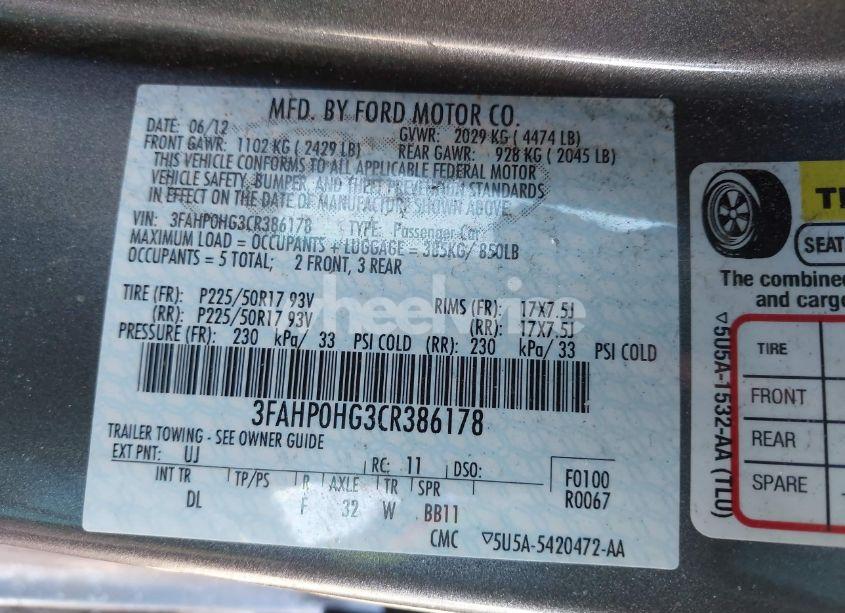 MFD. BY FORD MOTOR CO.
DATE: 06/12 GVWR: 2029 KG ( 4474 LB)
FRONT GAWR: 1102 KG ( 2429 LB) REAR GAWR: 928 KG ( 2045 LB)
THIS VEHICLE CONFORMS TO ALL APPLICABLE FEDERAL MOTOR
VEHICLE SAFETY, BUMPER, AND THEFT PREVENTION STANDARDS
IN EFFECT ON THE DATE OF MANUFACTURE SHOWN ABOVE.
VIN: 3FAHP0HG3CR386178 TYPE: Passenger Car
MAXIMUM LOAD = OCCUPANTS + LUGGAGE = 385KG/ 850LB
OCCUPANTS = 5 TOTAL; 2 FRONT, 3 REAR
TIRE (FR): P225/50R17 93V RIMS (FR): 17X7.5J
(RR): P225/50R17 93V (RR): 17X7.5J
PRESSURE (FR): 230 kPa/ 33 PSI COLD (RR): 230 kPa/ 33 PSI COLD
wheelwire
3FAHP0HG3CR386178
TRAILER TOWING - SEE OWNER GUIDE
EXT PNT: UJ RC: 11 DSO: F0100
INT TR TP/PS R AXLE TR SPR R0067
DL F 32 W BB11
CMC ▽5U5A-5420472-AA
SEAT
The combined
and cargo
TIRE
FRONT
REAR
SPARE
▽5U5A-1532-AA (TL0)